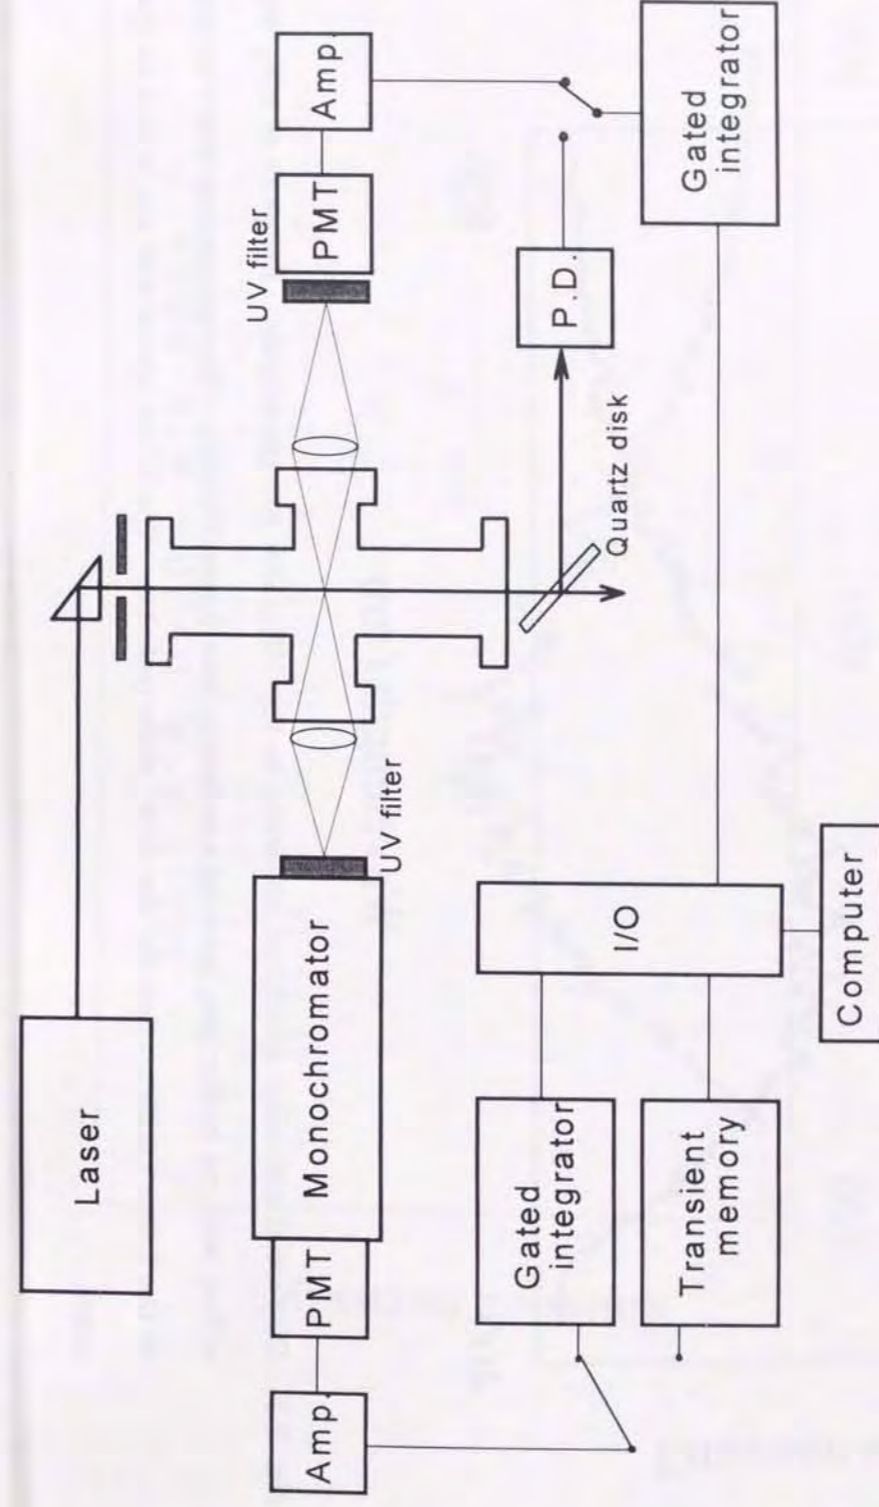 Laser
Amp.
PMT
Monochromator
UV filter
UV filter
PMT
Amp.
Quartz disk
P.D.
Gated
integrator
Transient
memory
I/O
Computer
Gated
integrator